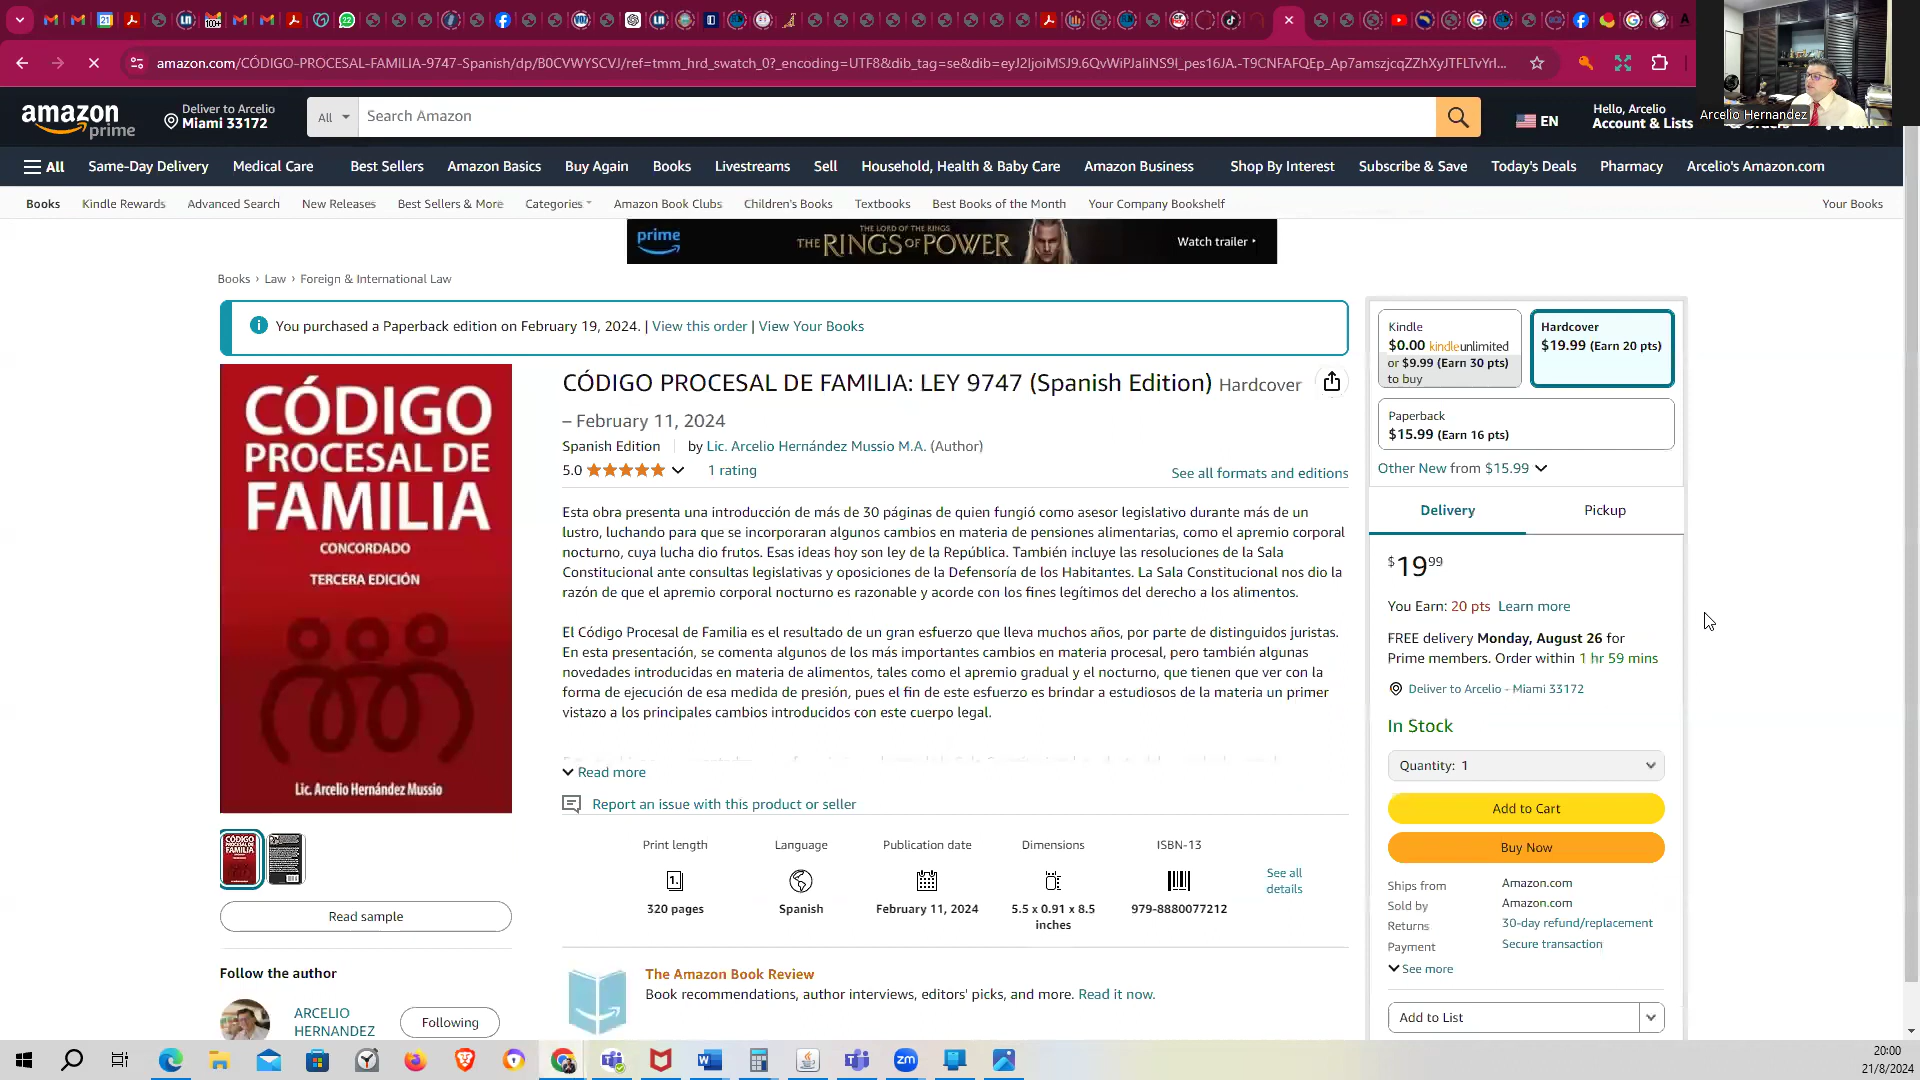 100+
21
22
amazon.com/CÓDIGO-PROCESAL-FAMILIA-9747-Spanish/dp/B0CVWYSCVJ/ref=tmm_hrd_swatch_0?_encoding=UTF8&dib_tag=se&dib=eyJ2IjoiMSJ9.6QvWiPJaliNS9I_pes16JA.-T9CNFAFQEp_Ap7amszjcqZZhXyJTFLTvYrl...
Arcelio Hernandez
amazon
prime
Deliver to Arcelio
Miami 33172
All
Search Amazon
EN
Hello, Arcelio
Account & Lists
All
Same-Day Delivery
Medical Care
Best Sellers
Amazon Basics
Buy Again
Books
Livestreams
Sell
Household, Health & Baby Care
Amazon Business
Shop By Interest
Subscribe & Save
Today's Deals
Pharmacy
Arcelio's Amazon.com
Books
Kindle Rewards
Advanced Search
New Releases
Best Sellers & More
Categories
Amazon Book Clubs
Children's Books
Textbooks
Best Books of the Month
Your Company Bookshelf
Your Books
prime
THE LORD OF THE RINGS
THE RINGS OF POWER
Watch trailer
Books › Law › Foreign & International Law
You purchased a Paperback edition on February 19, 2024. | View this order | View Your Books
CÓDIGO
PROCESAL DE
FAMILIA
CONCORDADO
TERCERA EDICIÓN
Lic. Arcelio Hernández Mussio
Read sample
Follow the author
ARCELIO
HERNANDEZ
Following
CÓDIGO PROCESAL DE FAMILIA: LEY 9747 (Spanish Edition) Hardcover
– February 11, 2024
Spanish Edition
by Lic. Arcelio Hernández Mussio M.A. (Author)
5.0
1 rating
See all formats and editions
Esta obra presenta una introducción de más de 30 páginas de quien fungió como asesor legislativo durante más de un
lustro, luchando para que se incorporaran algunos cambios en materia de pensiones alimentarias, como el apremio corporal
nocturno, cuya lucha dio frutos. Esas ideas hoy son ley de la República. También incluye las resoluciones de la Sala
Constitucional ante consultas legislativas y oposiciones de la Defensoría de los Habitantes. La Sala Constitucional nos dio la
razón de que el apremio corporal nocturno es razonable y acorde con los fines legítimos del derecho a los alimentos.
El Código Procesal de Familia es el resultado de un gran esfuerzo que lleva muchos años, por parte de distinguidos juristas.
En esta presentación, se comenta algunos de los más importantes cambios en materia procesal, pero también algunas
novedades introducidas en materia de alimentos, tales como el apremio gradual y el nocturno, que tienen que ver con la
forma de ejecución de esa medida de presión, pues el fin de este esfuerzo es brindar a estudiosos de la materia un primer
vistazo a los principales cambios introducidos con este cuerpo legal.
Read more
Report an issue with this product or seller
Print length
320 pages
Language
Spanish
Publication date
February 11, 2024
Dimensions
5.5 x 0.91 x 8.5
inches
ISBN-13
979-8880077212
See all
details
The Amazon Book Review
Book recommendations, author interviews, editors' picks, and more. Read it now.
Kindle
$0.00 kindleunlimited
or $9.99 (Earn 30 pts)
to buy
Hardcover
$19.99 (Earn 20 pts)
Paperback
$15.99 (Earn 16 pts)
Other New from $15.99
Delivery
Pickup
$19.99
You Earn: 20 pts Learn more
FREE delivery Monday, August 26 for
Prime members. Order within 1 hr 59 mins
Deliver to Arcelio - Miami 33172
In Stock
Quantity: 1
Add to Cart
Buy Now
Ships from Amazon.com
Sold by Amazon.com
Returns 30-day refund/replacement
Payment Secure transaction
See more
Add to List
20:00
21/8/2024